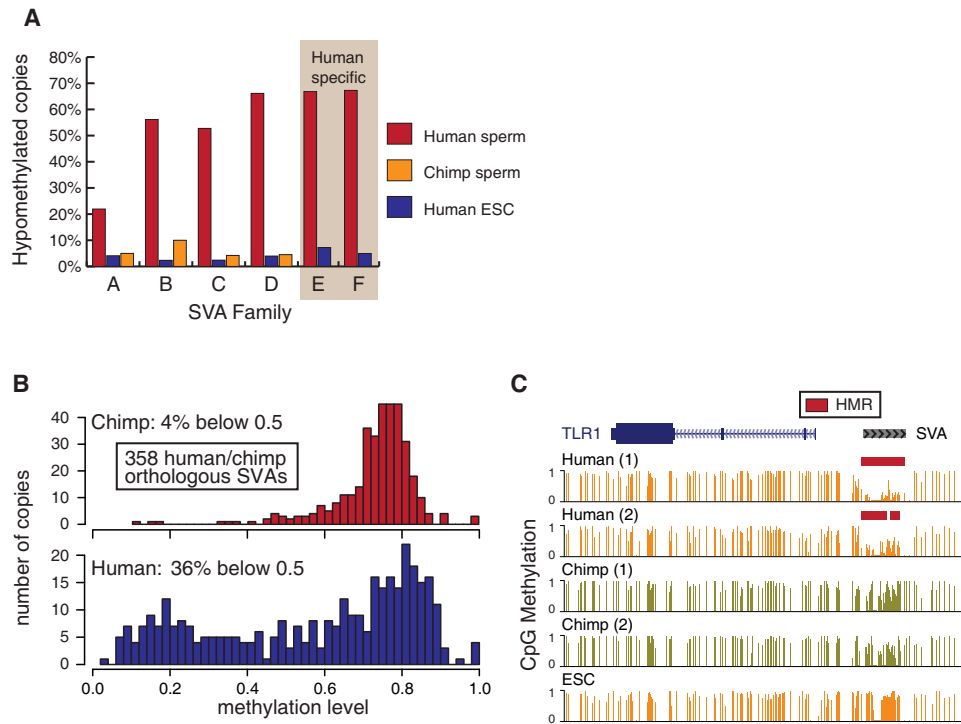 A
80%
70%
60%
50%
40%
30%
20%
10%
0%
Hypomethylated copies
Human
specific
Human sperm
Chimp sperm
Human ESC
A B C D E F
SVA Family
B
Chimp: 4% below 0.5
358 human/chimp
orthologous SVAs
40
30
20
10
0
number of copies
Human: 36% below 0.5
20
15
10
5
0
0.0 0.2 0.4 0.6 0.8 1.0
methylation level
C
HMR
TLR1
SVA
CpG Methylation
Human (1)
1
0
Human (2)
1
0
Chimp (1)
1
0
Chimp (2)
1
0
ESC
1
0